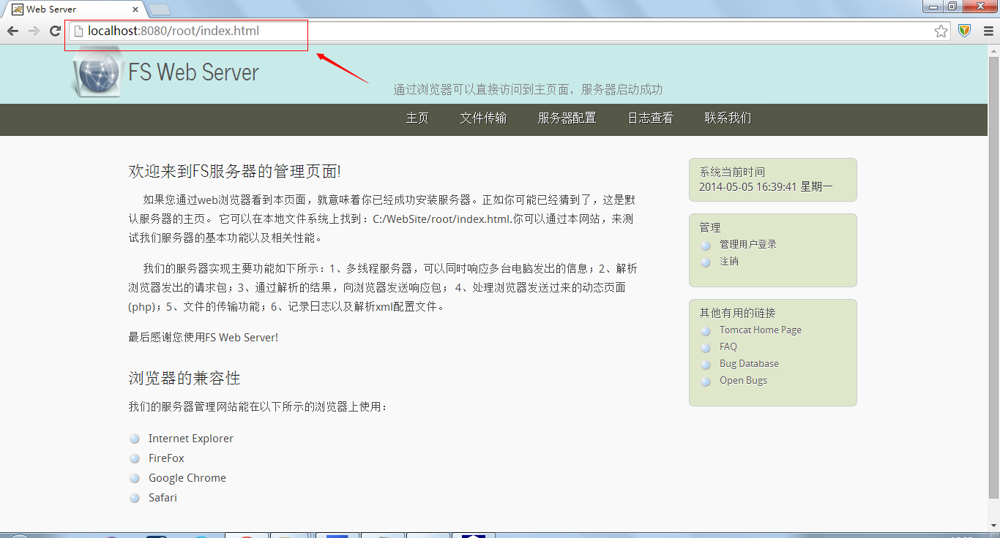 Web Server
localhost:8080/root/index.html
FS Web Server
通过浏览器可以直接访问到主页面，服务器启动成功
主页
文件传输
服务器配置
日志查看
联系我们
欢迎来到FS服务器的管理页面!
如果您通过web浏览器看到本页面，就意味着你已经成功安装服务器。正如你可能已经猜到了，这是默
认服务器的主页。 它可以在本地文件系统上找到：C:/WebSite/root/index.html.你可以通过本网站，来测
试我们服务器的基本功能以及相关性能。
我们的服务器实现主要功能如下所示：1、多线程服务器，可以同时响应多台电脑发出的信息；2、解析
浏览器发出的请求包；3、通过解析的结果，向浏览器发送响应包； 4、处理浏览器发送过来的动态页面
(php)；5、文件的传输功能；6、记录日志以及解析xml配置文件。
最后感谢您使用FS Web Server!
浏览器的兼容性
我们的服务器管理网站能在以下所示的浏览器上使用：
Internet Explorer
FireFox
Google Chrome
Safari
系统当前时间
2014-05-05 16:39:41 星期一
管理
管理用户登录
注销
其他有用的链接
Tomcat Home Page
FAQ
Bug Database
Open Bugs